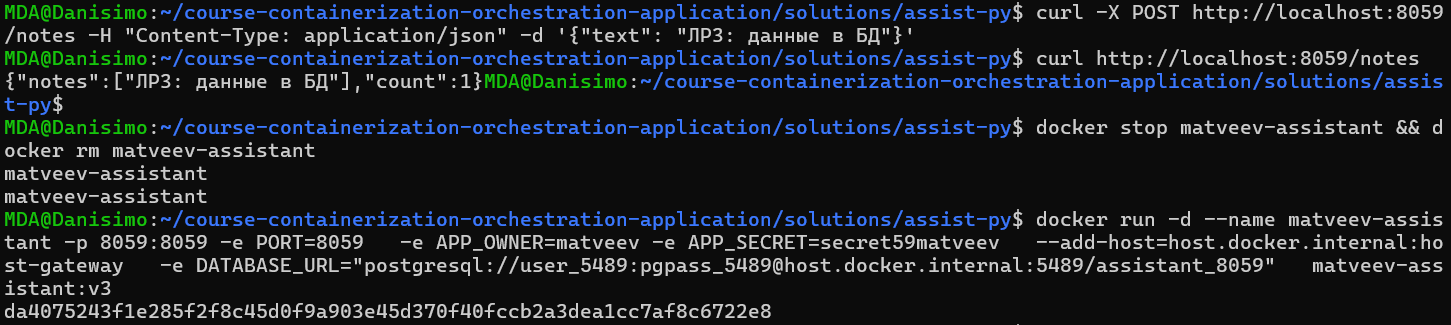 MDA@Danisimo:~/course-containerization-orchestration-application/solutions/assist-py$ curl -X POST http://localhost:8059
/notes -H "Content-Type: application/json" -d '{"text": "ЛР3: данные в БД"}'
MDA@Danisimo:~/course-containerization-orchestration-application/solutions/assist-py$ curl http://localhost:8059/notes
{"notes":["ЛР3: данные в БД"],"count":1}MDA@Danisimo:~/course-containerization-orchestration-application/solutions/assis
t-py$
MDA@Danisimo:~/course-containerization-orchestration-application/solutions/assist-py$ docker stop matveev-assistant && d
ocker rm matveev-assistant
matveev-assistant
matveev-assistant
MDA@Danisimo:~/course-containerization-orchestration-application/solutions/assist-py$ docker run -d --name matveev-assis
tant -p 8059:8059 -e PORT=8059   -e APP_OWNER=matveev -e APP_SECRET=secret59matveev   --add-host=host.docker.internal:ho
st-gateway   -e DATABASE_URL="postgresql://user_5489:pgpass_5489@host.docker.internal:5489/assistant_8059"   matveev-ass
istant:v3
da4075243f1e285f2f8c45d0f9a903e45d370f40fccb2a3dea1cc7af8c6722e8